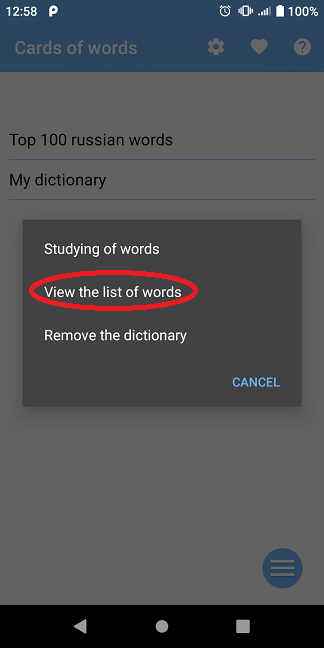 12:58
100%
Cards of words
Top 100 russian words
My dictionary
Studying of words
View the list of words
Remove the dictionary
CANCEL